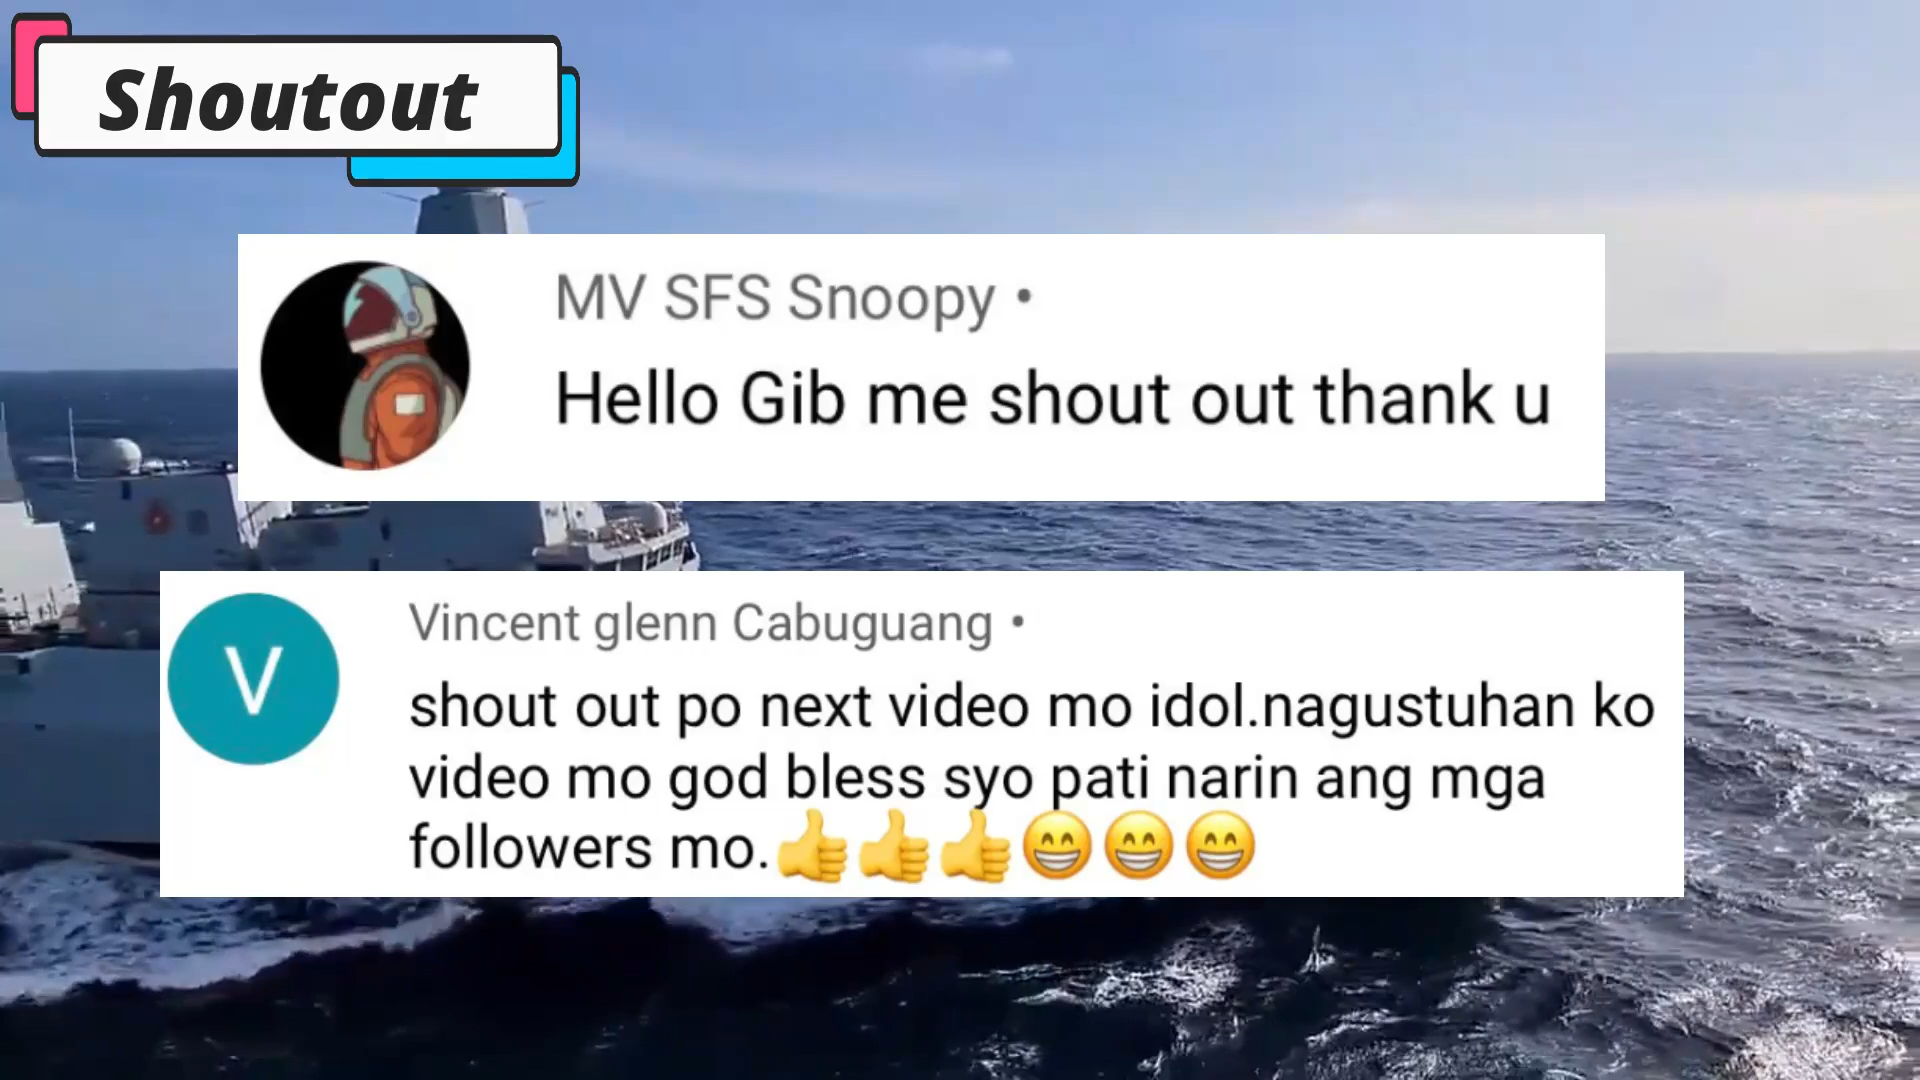 Shoutout
MV SFS Snoopy •
Hello Gib me shout out thank u
V
Vincent glenn Cabuguang •
shout out po next video mo idol.nagustuhan ko
video mo god bless syo pati narin ang mga
followers mo.👍👍👍😁😁😁